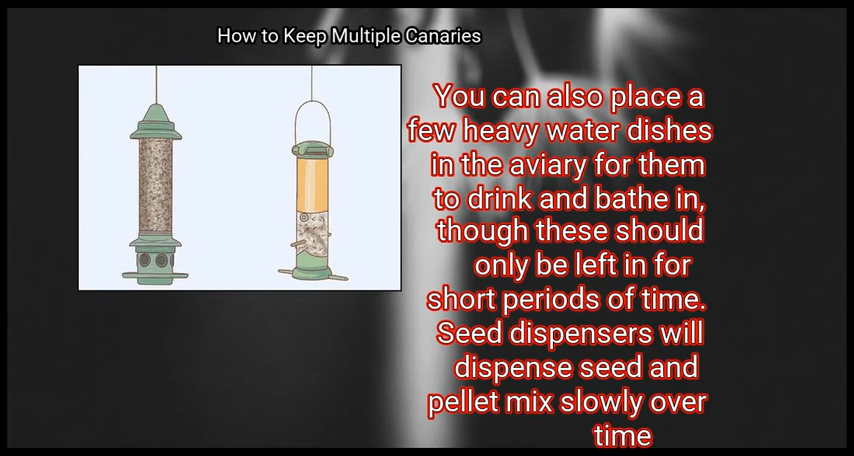 How to Keep Multiple Canaries
You can also place a
few heavy water dishes
in the aviary for them
to drink and bathe in,
though these should
only be left in for
short periods of time.
Seed dispensers will
dispense seed and
pellet mix slowly over
time